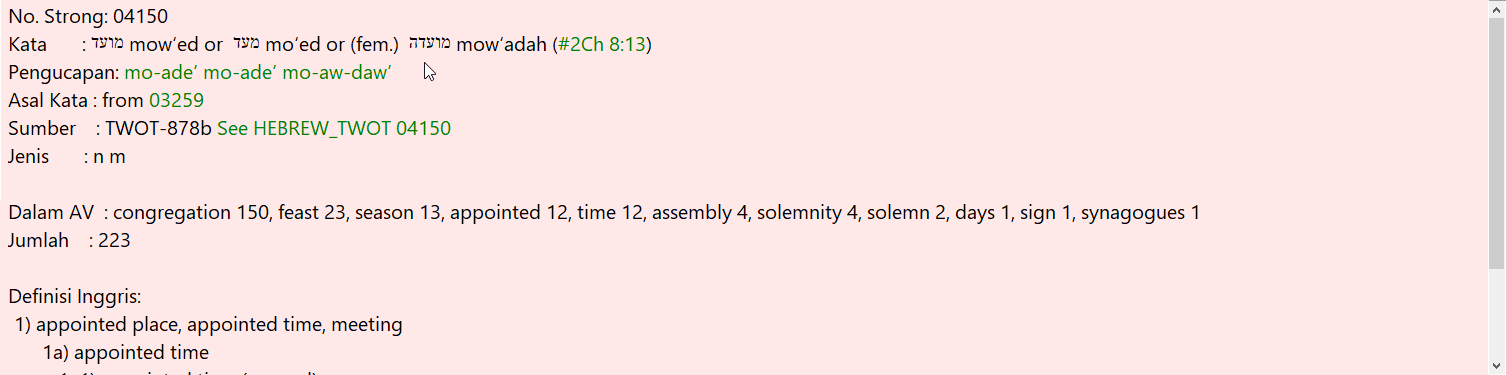 No. Strong: 04150
Kata : מועד mow‘ed or מעד mo‘ed or (fem.) מועדה mow‘adah (#2Ch 8:13)
Pengucapan: mo-ade’ mo-ade’ mo-aw-daw’
Asal Kata : from 03259
Sumber : TWOT-878b See HEBREW_TWOT 04150
Jenis : n m
Dalam AV : congregation 150, feast 23, season 13, appointed 12, time 12, assembly 4, solemnity 4, solemn 2, days 1, sign 1, synagogues 1
Jumlah : 223
Definisi Inggris:
1) appointed place, appointed time, meeting
1a) appointed time